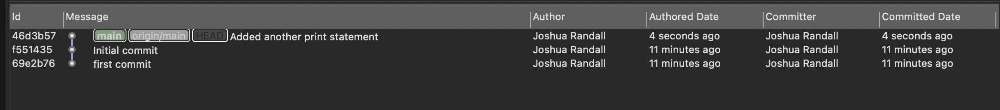 Id Message Author Authored Date Committer Committed Date
46d3b57 main origin/main HEAD Added another print statement Joshua Randall 4 seconds ago Joshua Randall 4 seconds ago
f551435 Initial commit Joshua Randall 11 minutes ago Joshua Randall 11 minutes ago
69e2b76 first commit Joshua Randall 11 minutes ago Joshua Randall 11 minutes ago